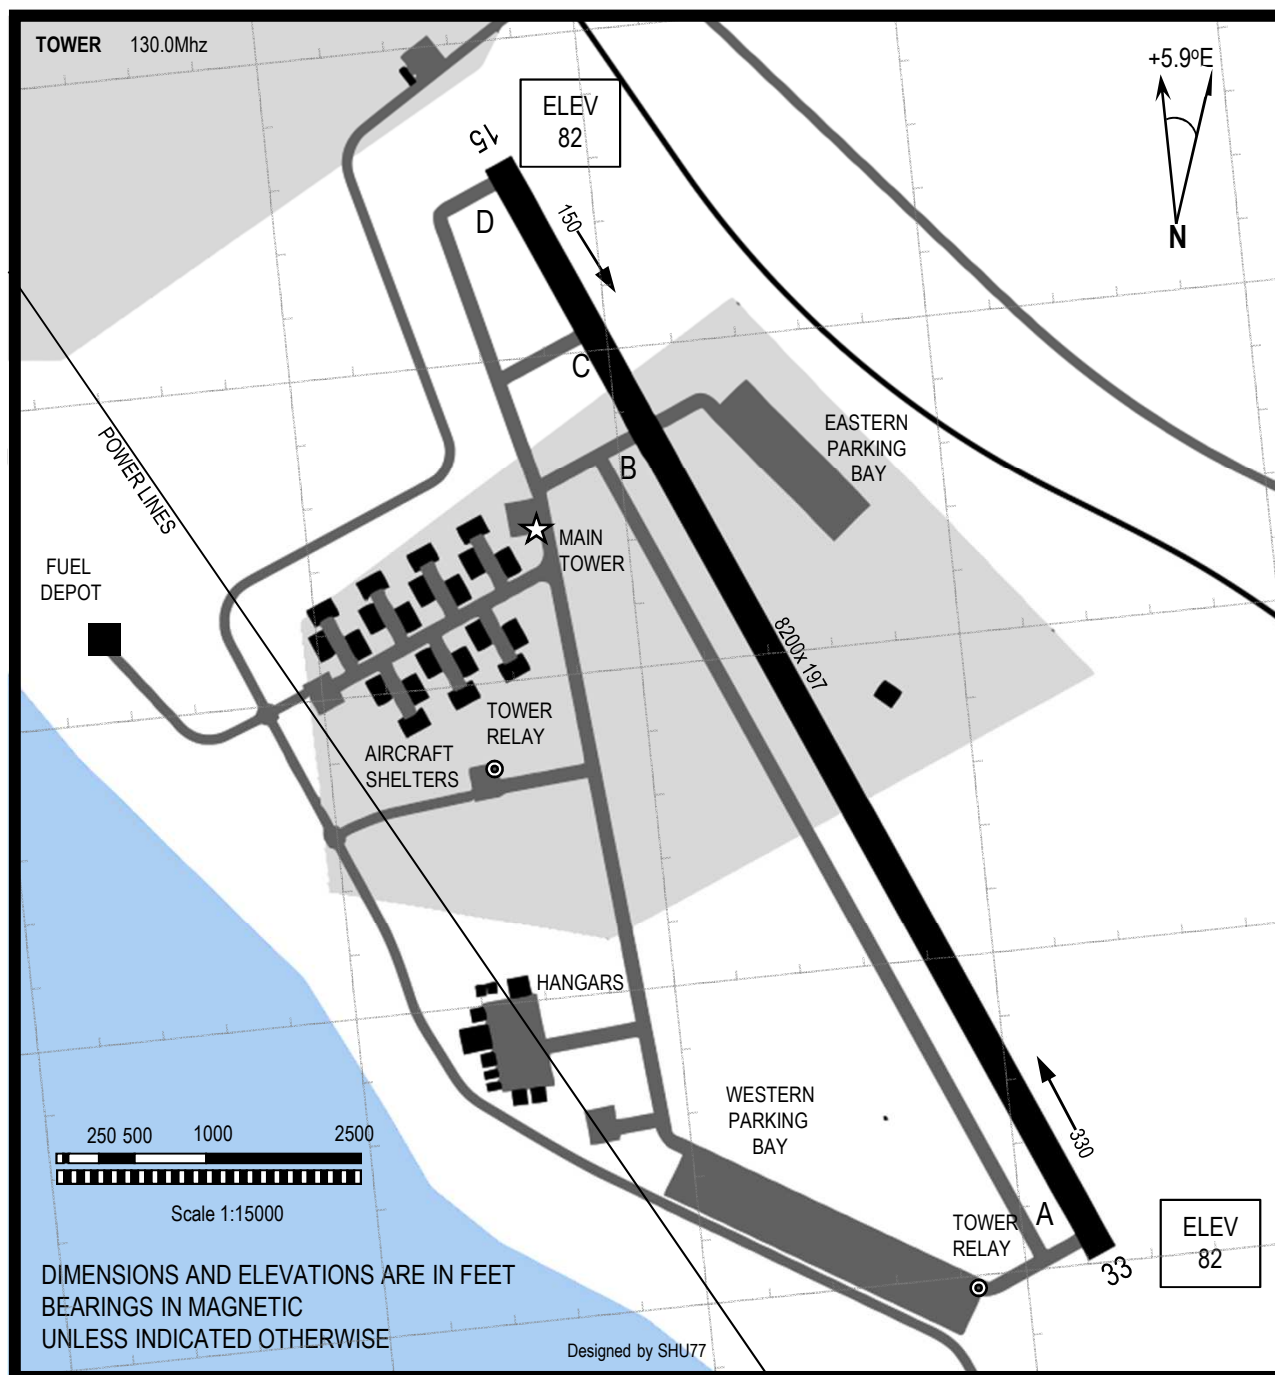 TOWER 130.0Mhz
+5.9ºE
N
ELEV
82
15
150
D
C
B
POWER LINES
EASTERN
PARKING
BAY
MAIN
TOWER
FUEL
DEPOT
8200x 197
TOWER
RELAY
AIRCRAFT
SHELTERS
HANGARS
WESTERN
PARKING
BAY
330
A
TOWER
RELAY
33
ELEV
82
250 500 1000 2500
Scale 1:15000
DIMENSIONS AND ELEVATIONS ARE IN FEET
BEARINGS IN MAGNETIC
UNLESS INDICATED OTHERWISE
Designed by SHU77